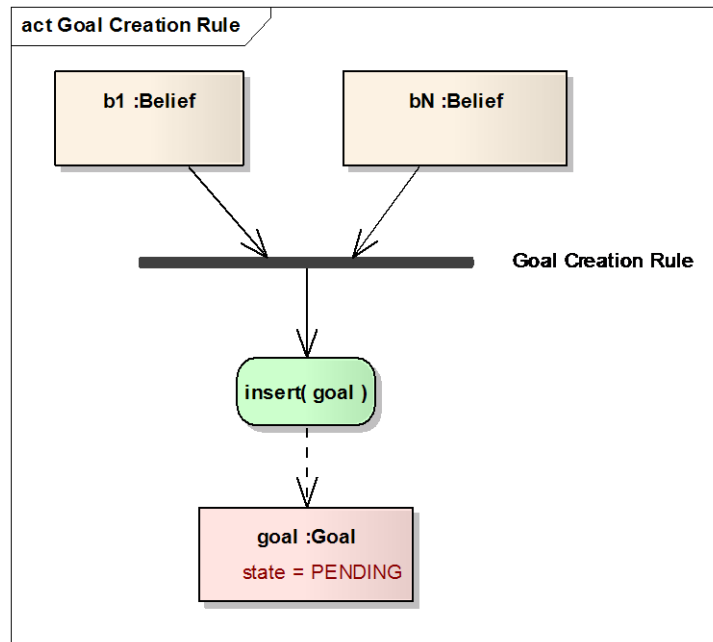 act Goal Creation Rule
b1 :Belief
bN :Belief
Goal Creation Rule
insert( goal )
goal :Goal
state = PENDING